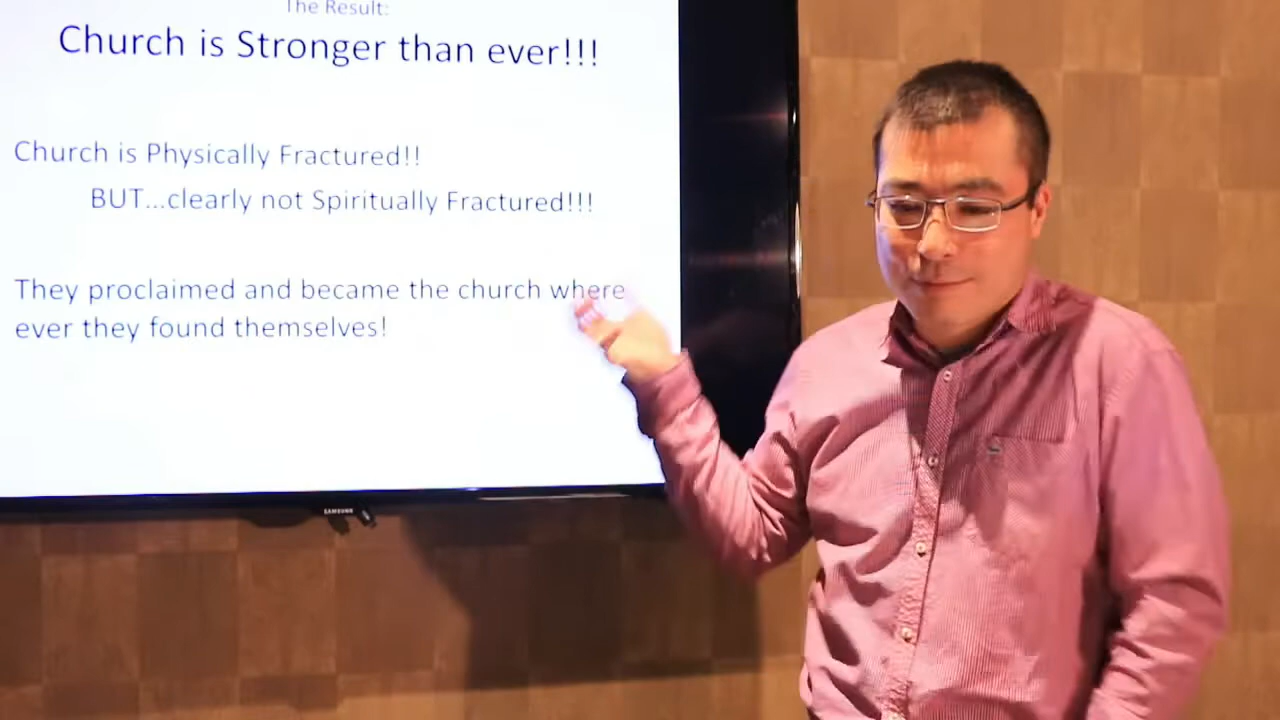 The Result:
Church is Stronger than ever!!!
Church is Physically Fractured!!
BUT...clearly not Spiritually Fractured!!!
They proclaimed and became the church where
ever they found themselves!
SAMSUNG